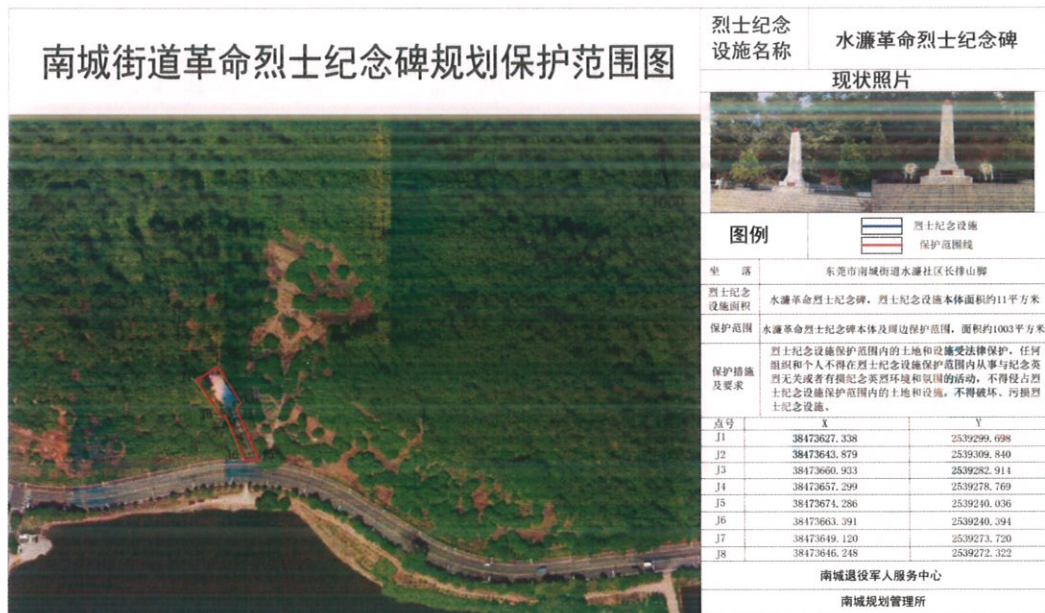 南城街道革命烈士纪念碑规划保护范围图
烈士纪念
设施名称
水濂革命烈士纪念碑
现状照片
图例
烈士纪念设施
保护范围线
坐 落
东莞市南城街道水濂社区长排山脚
烈士纪念
设施面积
水濂革命烈士纪念碑，烈士纪念设施本体面积约11平方米
保护范围
水濂革命烈士纪念碑本体及周边保护范围，面积约1003平方米
保护措施
及要求
烈士纪念设施保护范围内的土地和设施受法律保护，任何
组织和个人不得在烈士纪念设施保护范围内从事与纪念英
烈无关或者有损纪念英烈环境和氛围的活动，不得侵占烈
士纪念设施保护范围内的土地和设施，不得破坏、污损烈
士纪念设施。
点号 X Y
J1 38473627.338 2539299.698
J2 38473643.879 2539309.840
J3 38473660.933 2539282.914
J4 38473657.299 2539278.769
J5 38473674.286 2539240.036
J6 38473663.391 2539240.394
J7 38473649.120 2539273.720
J8 38473646.248 2539272.322
南城退役军人服务中心
南城规划管理所